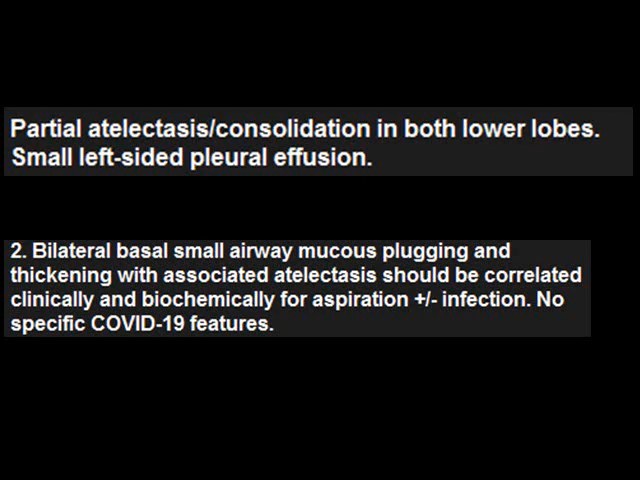 Partial atelectasis/consolidation in both lower lobes.
Small left-sided pleural effusion.
2. Bilateral basal small airway mucous plugging and
thickening with associated atelectasis should be correlated
clinically and biochemically for aspiration +/- infection. No
specific COVID-19 features.